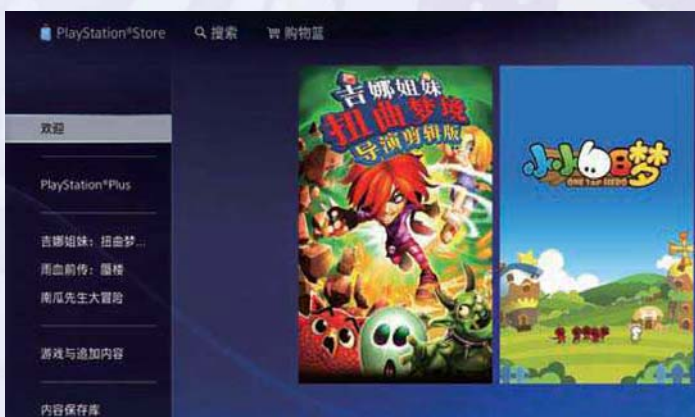 PlayStation®Store 搜索 购物篮
欢迎
PlayStation®Plus
吉娜姐妹：扭曲梦...
雨血前传：蜃楼
南瓜先生大冒险
游戏与追加内容
内容保存库
吉娜姐妹
扭曲梦境
导演剪辑版
小小白日梦
ONE TAP HERO